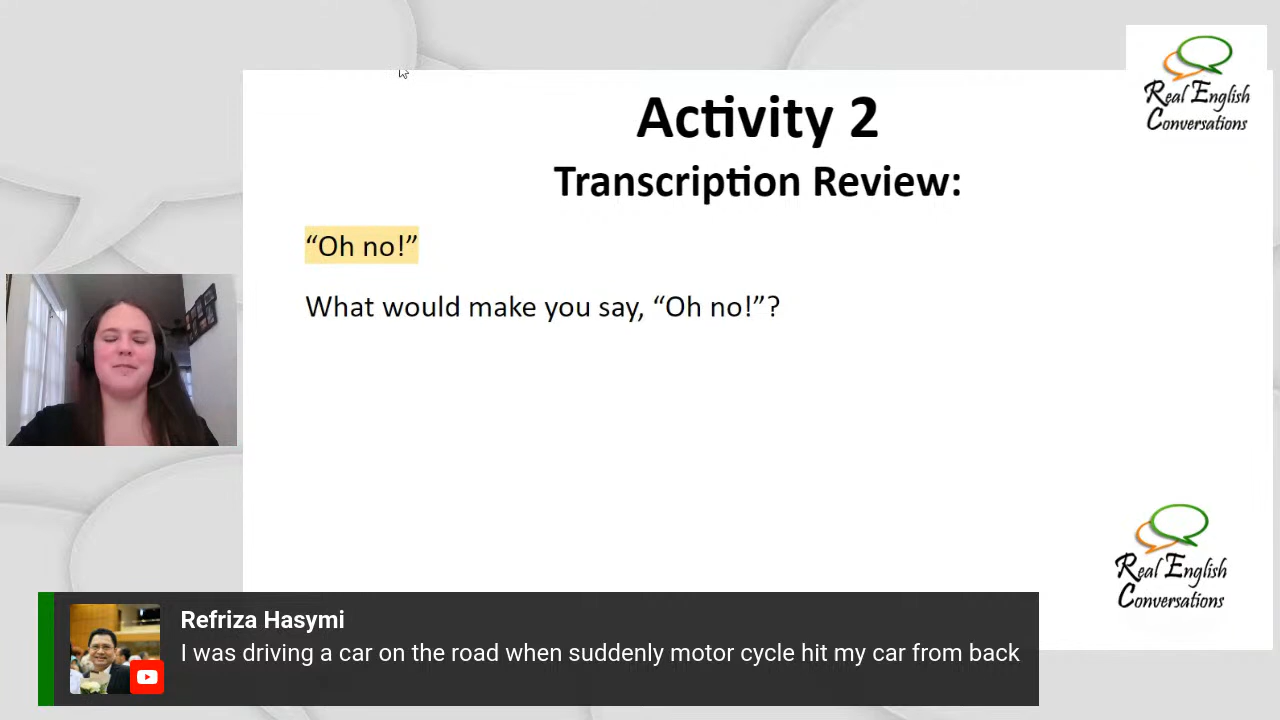 Real English
Conversations
Activity 2
Transcription Review:
“Oh no!”
What would make you say, “Oh no!”?
Real English
Conversations
Refriza Hasymi
I was driving a car on the road when suddenly motor cycle hit my car from back